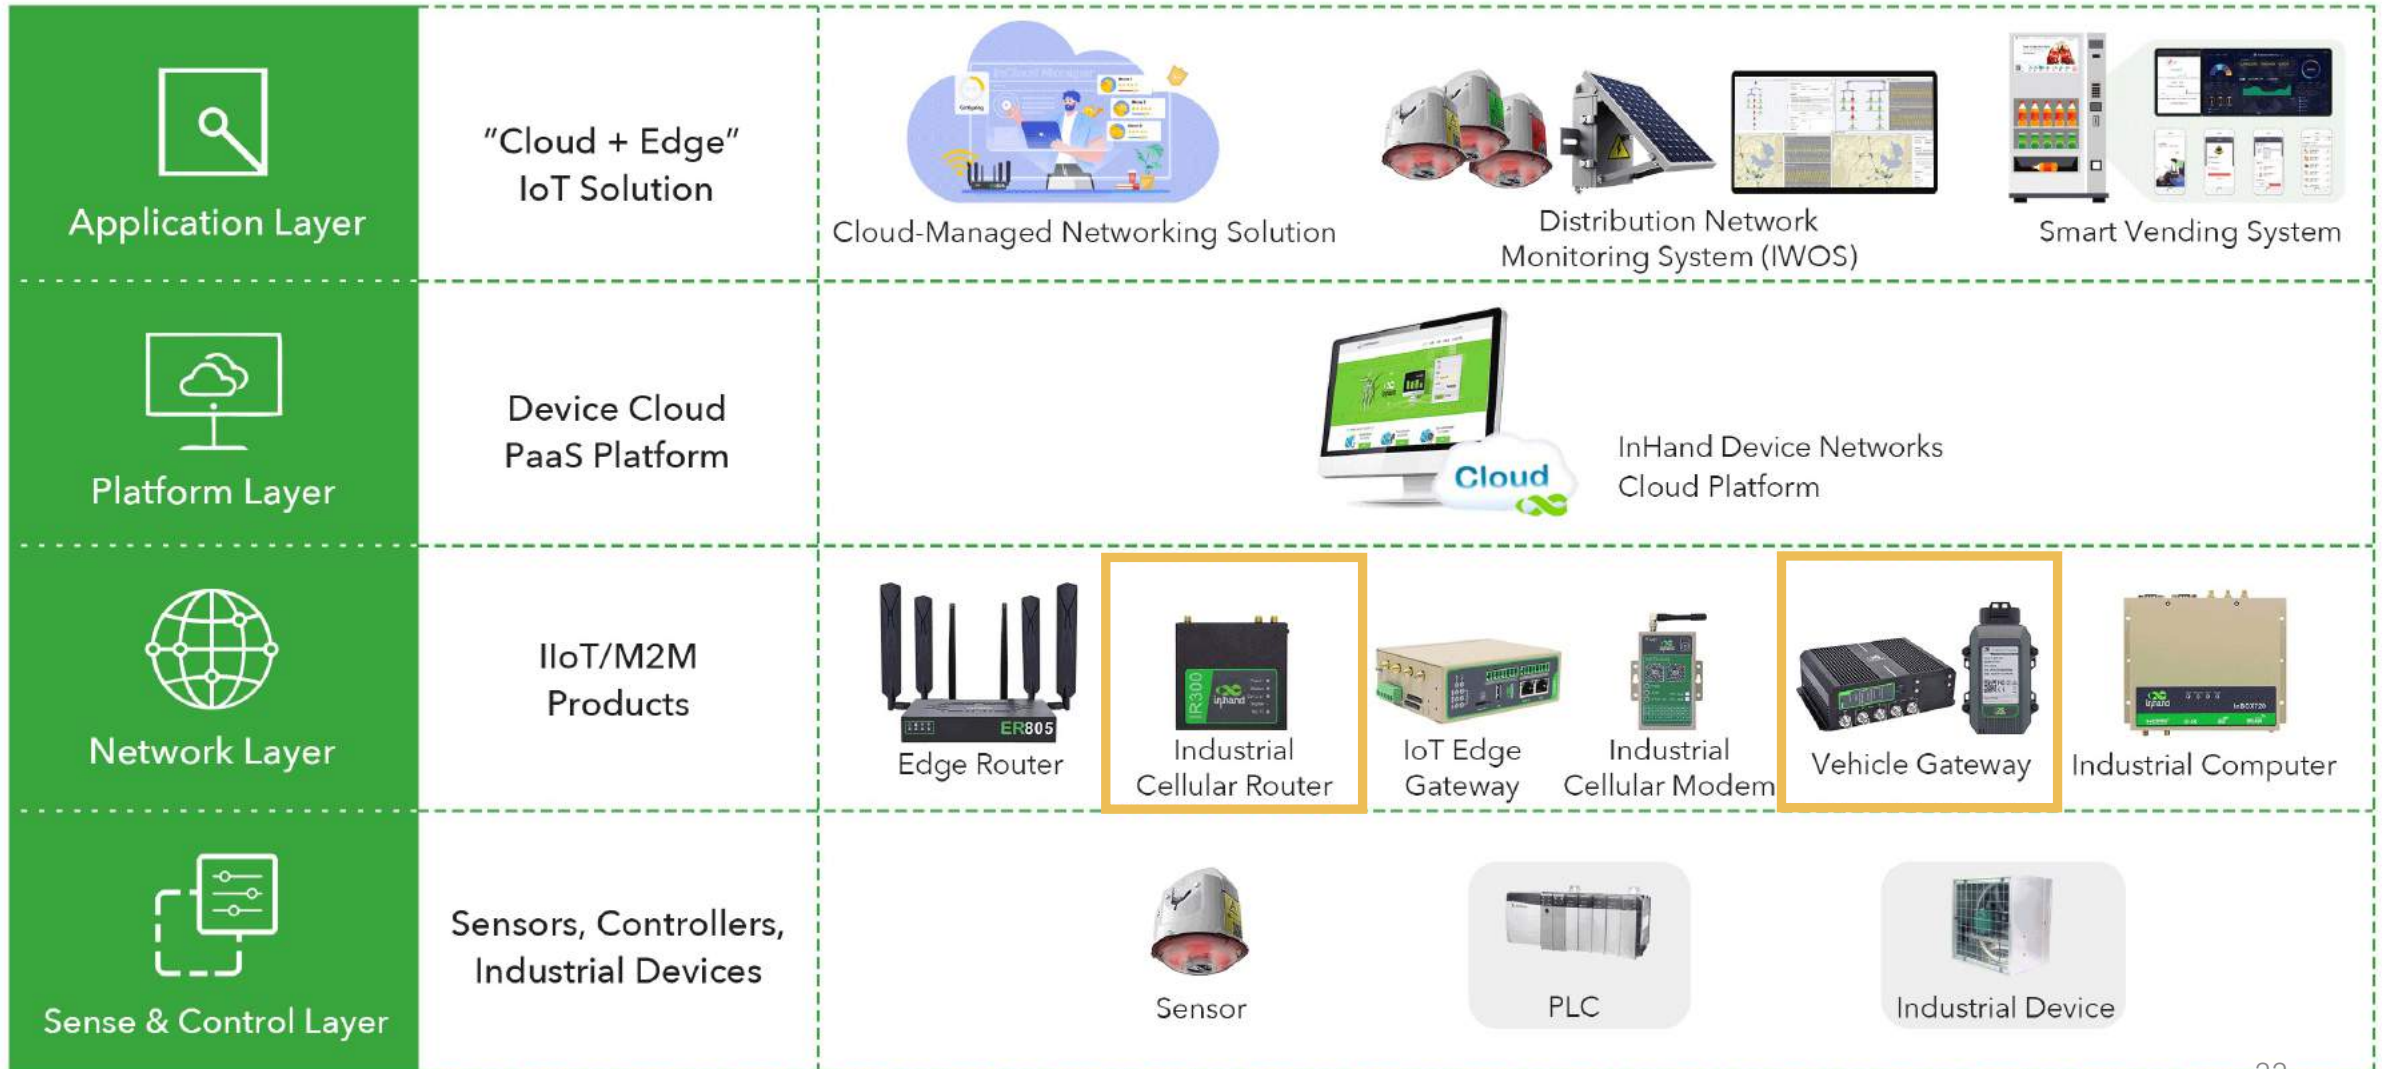 Application Layer
"Cloud + Edge"
IoT Solution
Cloud-Managed Networking Solution
Distribution Network
Monitoring System (IWOS)
Smart Vending System
Platform Layer
Device Cloud
PaaS Platform
Cloud
InHand Device Networks
Cloud Platform
Network Layer
IIoT/M2M
Products
ER805
Edge Router
IR300
inhand
Industrial
Cellular Router
IoT Edge
Gateway
inhand
Industrial
Cellular Modem
Vehicle Gateway
inhand
InBOX720
Industrial Computer
Sense & Control Layer
Sensors, Controllers,
Industrial Devices
Sensor
PLC
Industrial Device